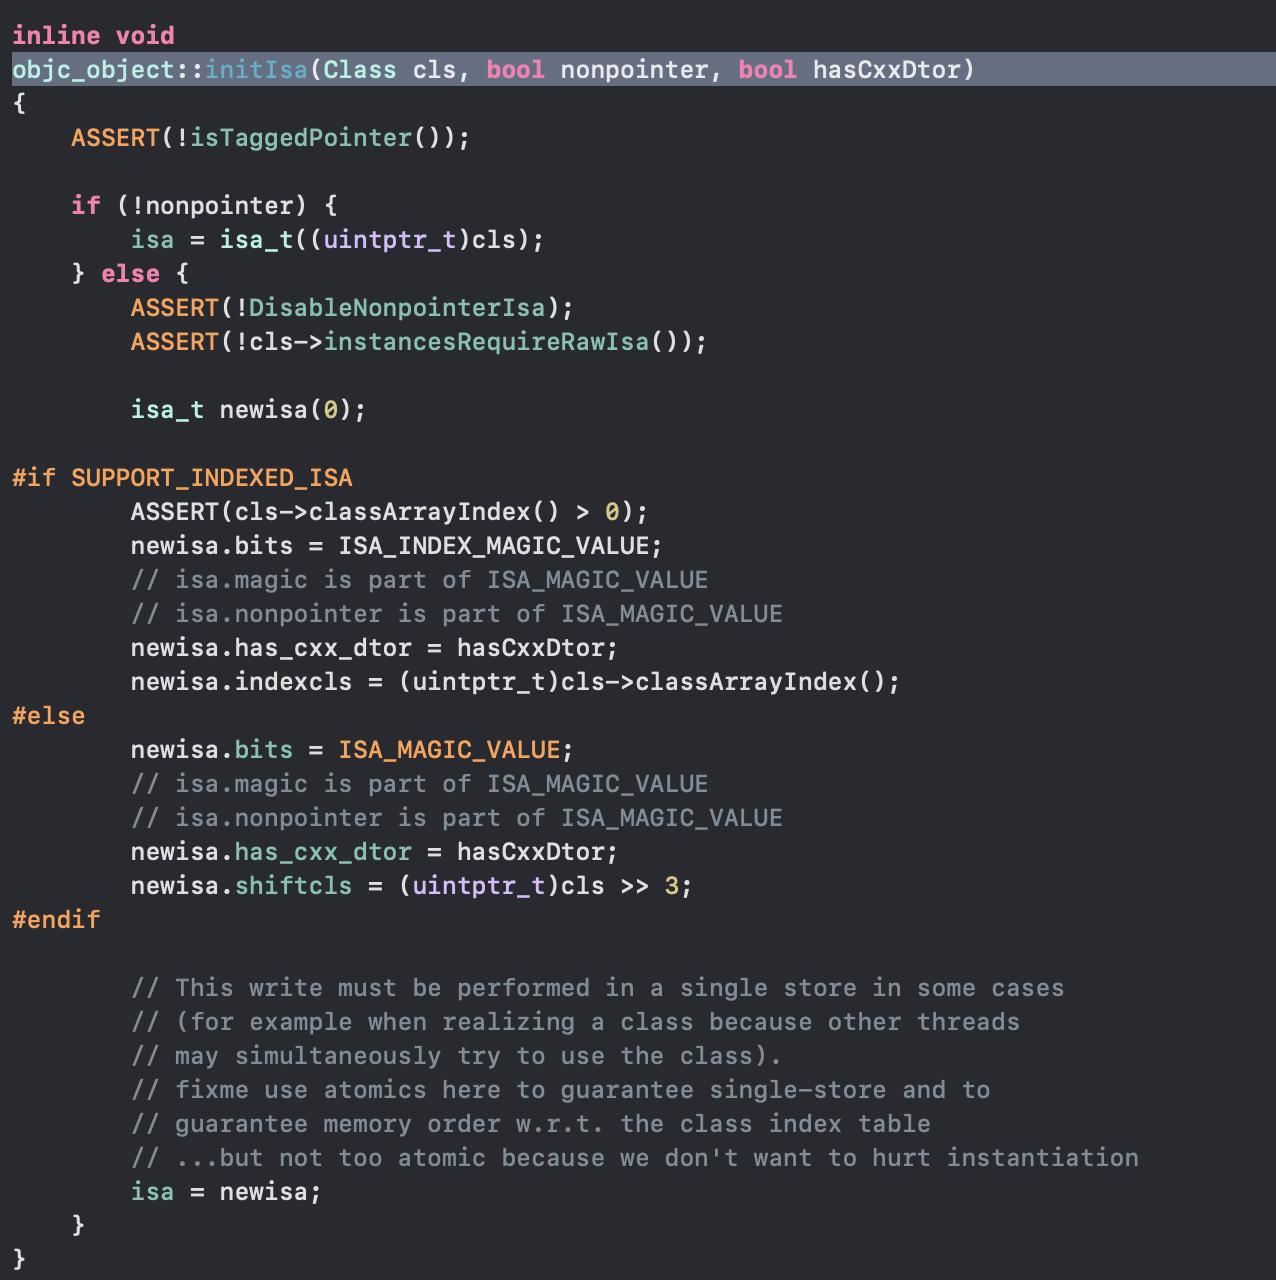 inline void
objc_object::initIsa(Class cls, bool nonpointer, bool hasCxxDtor)
{
    ASSERT(!isTaggedPointer());

    if (!nonpointer) {
        isa = isa_t((uintptr_t)cls);
    } else {
        ASSERT(!DisableNonpointerIsa);
        ASSERT(!cls->instancesRequireRawIsa());

        isa_t newisa(0);

#if SUPPORT_INDEXED_ISA
        ASSERT(cls->classArrayIndex() > 0);
        newisa.bits = ISA_INDEX_MAGIC_VALUE;
        // isa.magic is part of ISA_MAGIC_VALUE
        // isa.nonpointer is part of ISA_MAGIC_VALUE
        newisa.has_cxx_dtor = hasCxxDtor;
        newisa.indexcls = (uintptr_t)cls->classArrayIndex();
#else
        newisa.bits = ISA_MAGIC_VALUE;
        // isa.magic is part of ISA_MAGIC_VALUE
        // isa.nonpointer is part of ISA_MAGIC_VALUE
        newisa.has_cxx_dtor = hasCxxDtor;
        newisa.shiftcls = (uintptr_t)cls >> 3;
#endif

        // This write must be performed in a single store in some cases
        // (for example when realizing a class because other threads
        // may simultaneously try to use the class).
        // fixme use atomics here to guarantee single-store and to
        // guarantee memory order w.r.t. the class index table
        // ...but not too atomic because we don't want to hurt instantiation
        isa = newisa;
    }
}